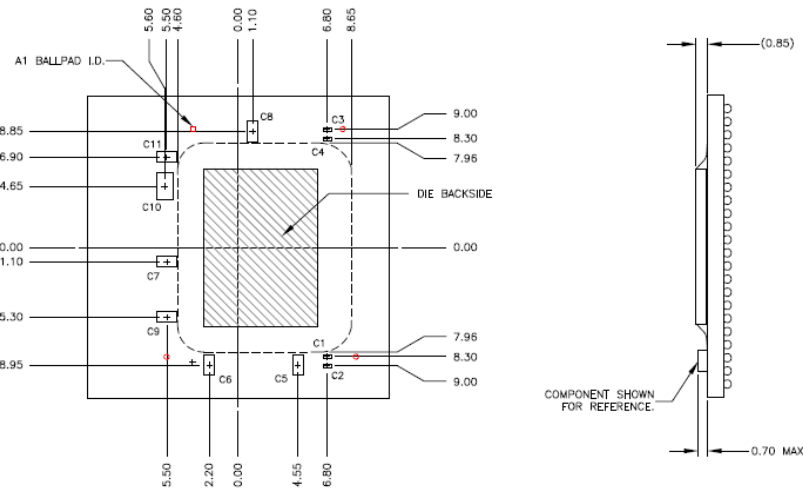 5.60
5.50
4.60
0.00
1.10
6.80
8.65
(0.85)
A1 BALLPAD I.D.
C8
C3
9.00
8.85
8.30
C11
C4
6.90
7.96
4.65
DIE BACKSIDE
C10
0.00
0.00
1.10
C7
5.30
C9
C1
7.96
8.30
8.95
C6
C5
C2
9.00
COMPONENT SHOWN
FOR REFERENCE.
0.70 MAX
5.50
2.20
0.00
4.55
6.80